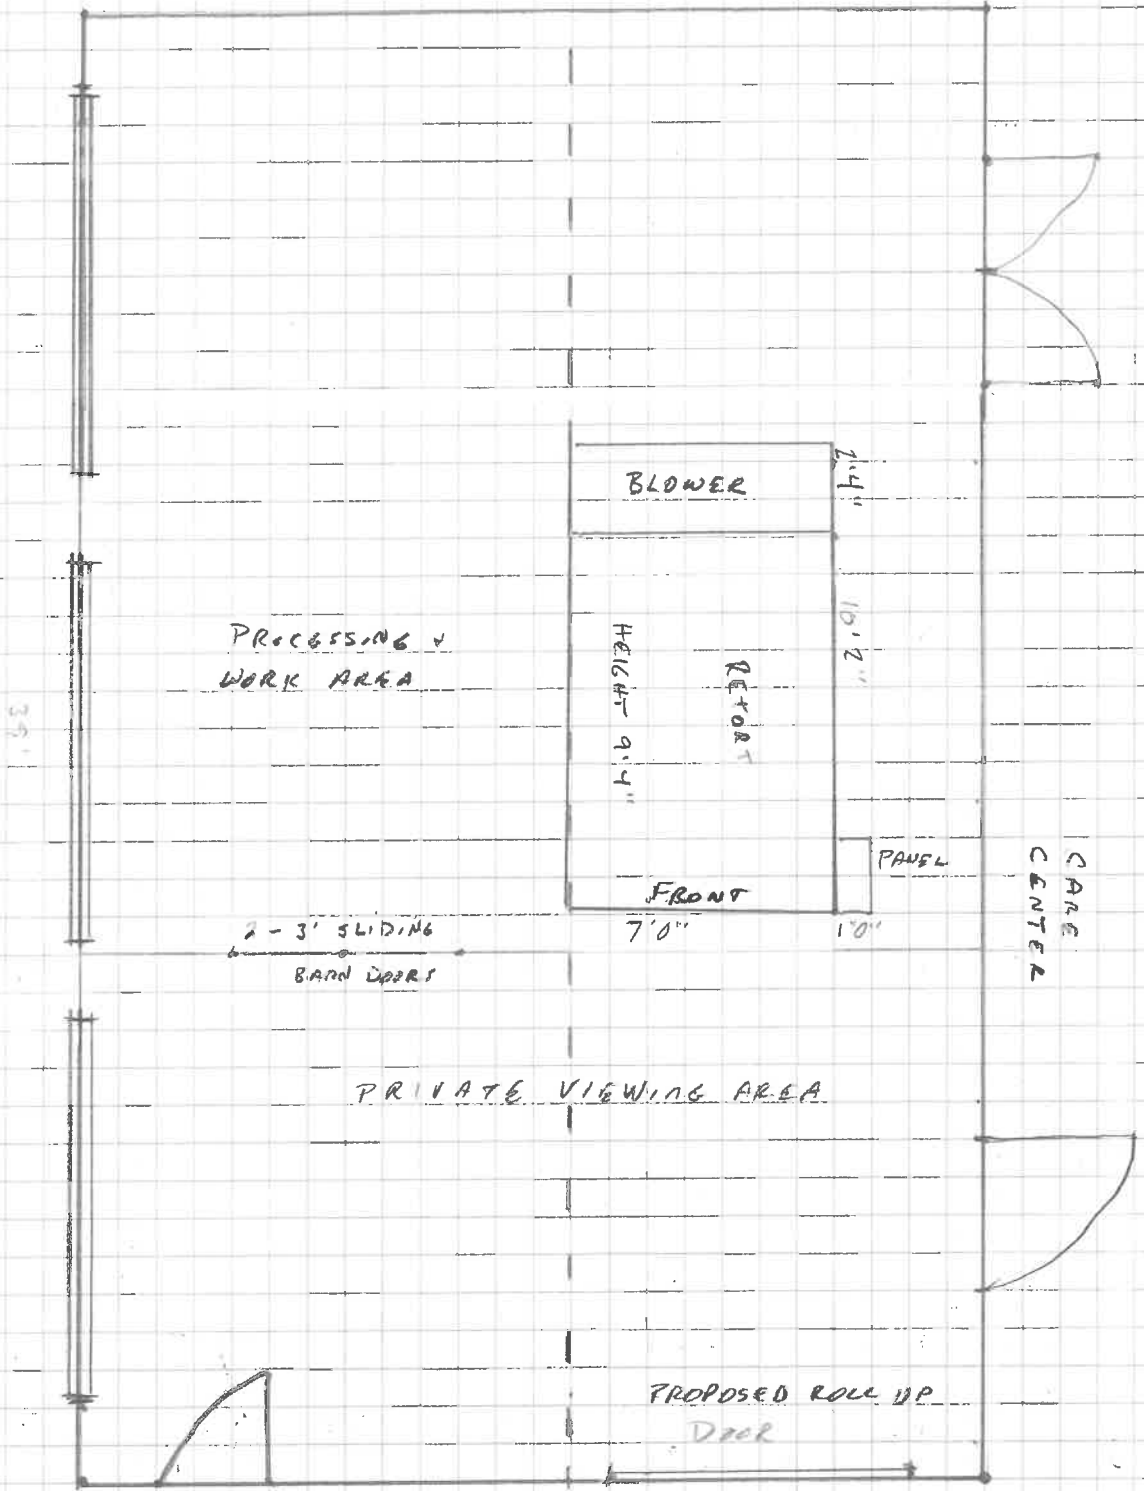 BLOWER
2'4"
10'2"
PROCESSING +
WORK AREA
HEIGHT 9'4"
RETORT
39'
PANEL
CARE
CENTER
FRONT
7'0"
1'0"
2 - 3' SLIDING
BARN DOORS
PRIVATE VIEWING AREA
PROPOSED ROLL UP
DOOR